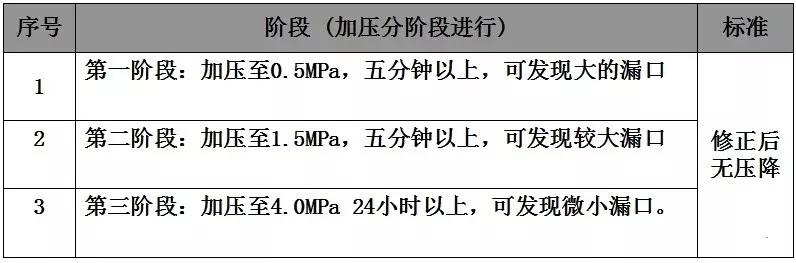 序号 阶段 (加压分阶段进行) 标准
1 第一阶段: 加压至0.5MPa, 五分钟以上, 可发现大的漏口
2 第二阶段: 加压至1.5MPa, 五分钟以上, 可发现较大漏口
3 第三阶段: 加压至4.0MPa 24小时以上, 可发现微小漏口。
修正后
无压降